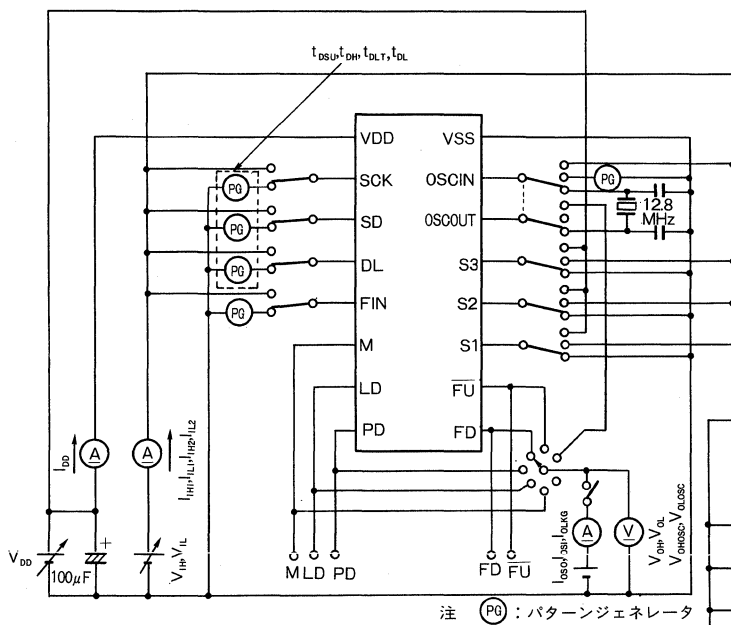 tDSU,tDH,tDLT,tDL
VDD
VSS
PG
SCK
OSCIN
PG
12.8
MHz
PG
SD
OSCOUT
PG
DL
S3
PG
FIN
S2
M
S1
LD
FU
PD
FD
IDD
A
A
IIH1,IIL1,IIH2,IIL2
VDD
+
100μF
VIH,VIL
M LD PD
FD FU
IOSO,IOSI,IOLKG
A
V
VOH,VOL
VOHOSC,VOLOSC
注 PG : パターンジェネレータ